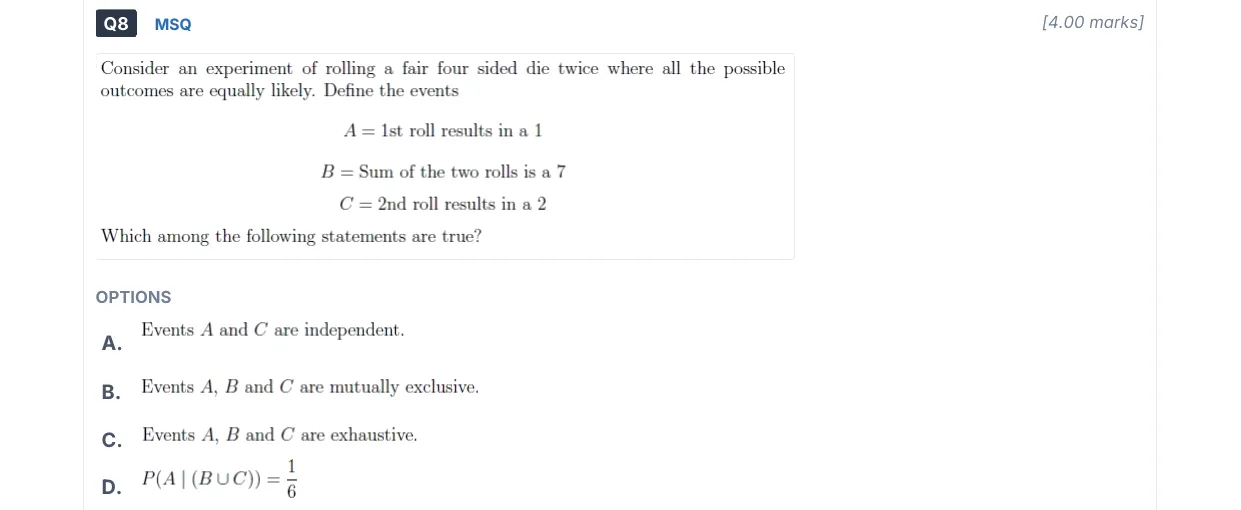 Q8 MSQ [4.00 marks]
Consider an experiment of rolling a fair four sided die twice where all the possible
outcomes are equally likely. Define the events
A = 1st roll results in a 1
B = Sum of the two rolls is a 7
C = 2nd roll results in a 2
Which among the following statements are true?
OPTIONS
A. Events A and C are independent.
B. Events A, B and C are mutually exclusive.
C. Events A, B and C are exhaustive.
D. P(A | (B ∪ C)) = 1/6